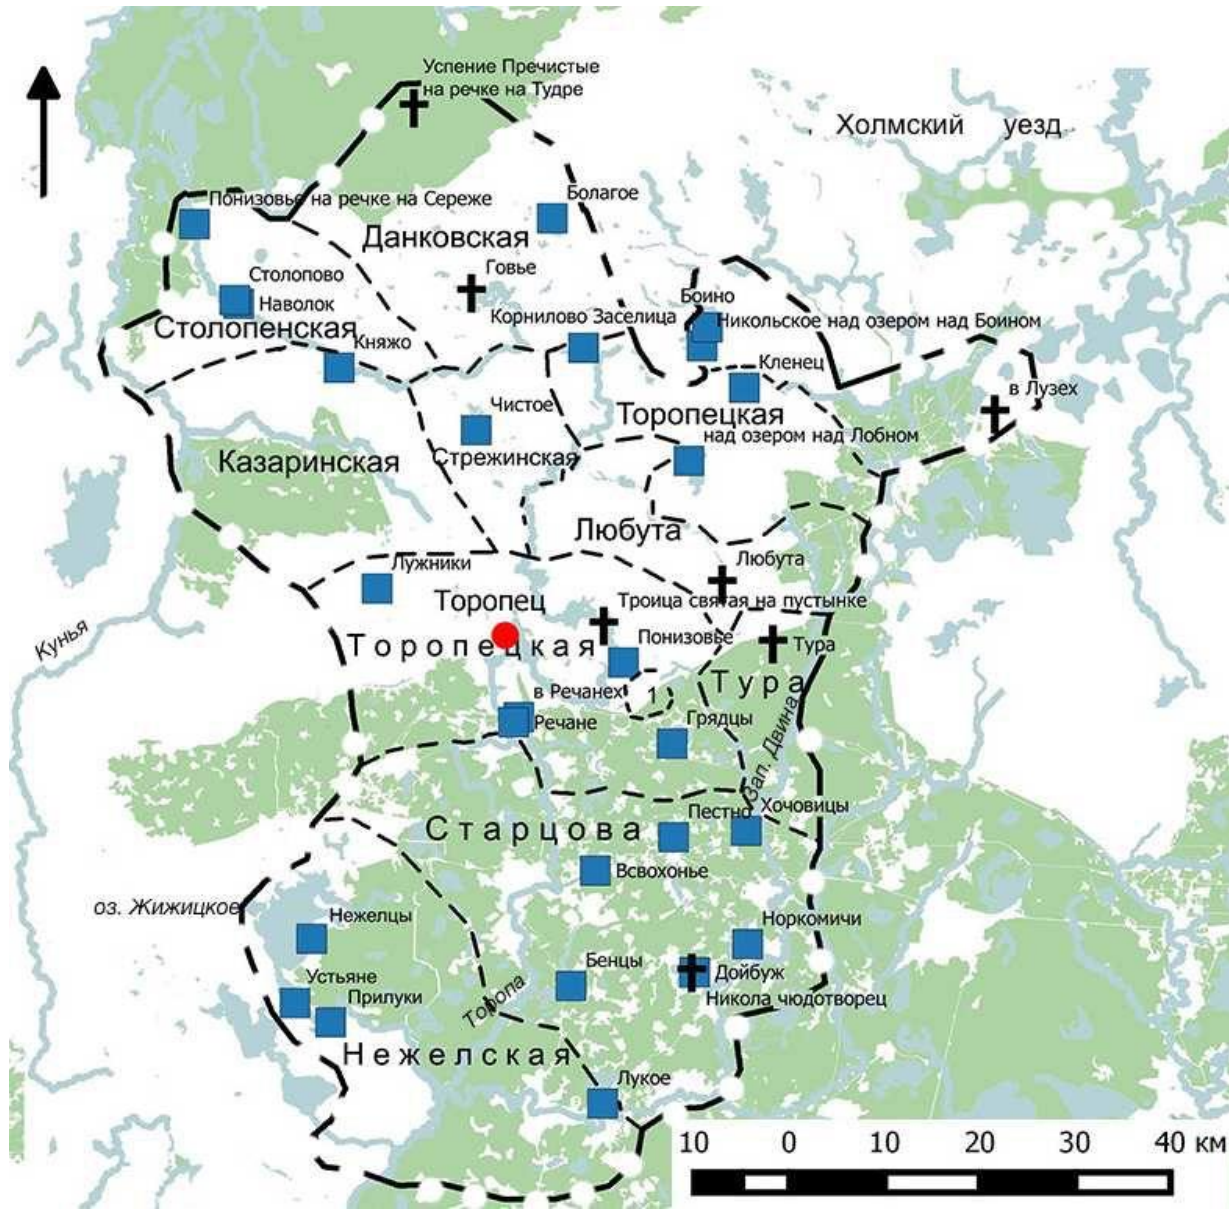 Успение Пречистые
на речке на Тудре
Холмский уезд
Понизовье на речке на Сереже
Болагое
Данковская
Говье
Столопово
Наволок
Столопенская
Княжо
Корнилово Заселица
Боино
Никольское над озером над Боином
Кленец
в Лузех
Чистое
Торопецкая
над озером над Лобном
Казаринская
Стрежинская
Любута
Любута
Лужники
Торопец
Троица святая на пустынке
Торопецкая
Понизовье
Тура
Кунья
Тура
в Речанех
1
Речане
Грядцы
Зап. Двина
Пестно
Хочовицы
Старцова
Всвохонье
оз. Жижицкое
Нежелцы
Норкомичи
Бенцы
Дойбуж
Устьяне
Прилуки
Торопа
Никола чюдотворец
Нежелская
Лукое
10 0 10 20 30 40 км